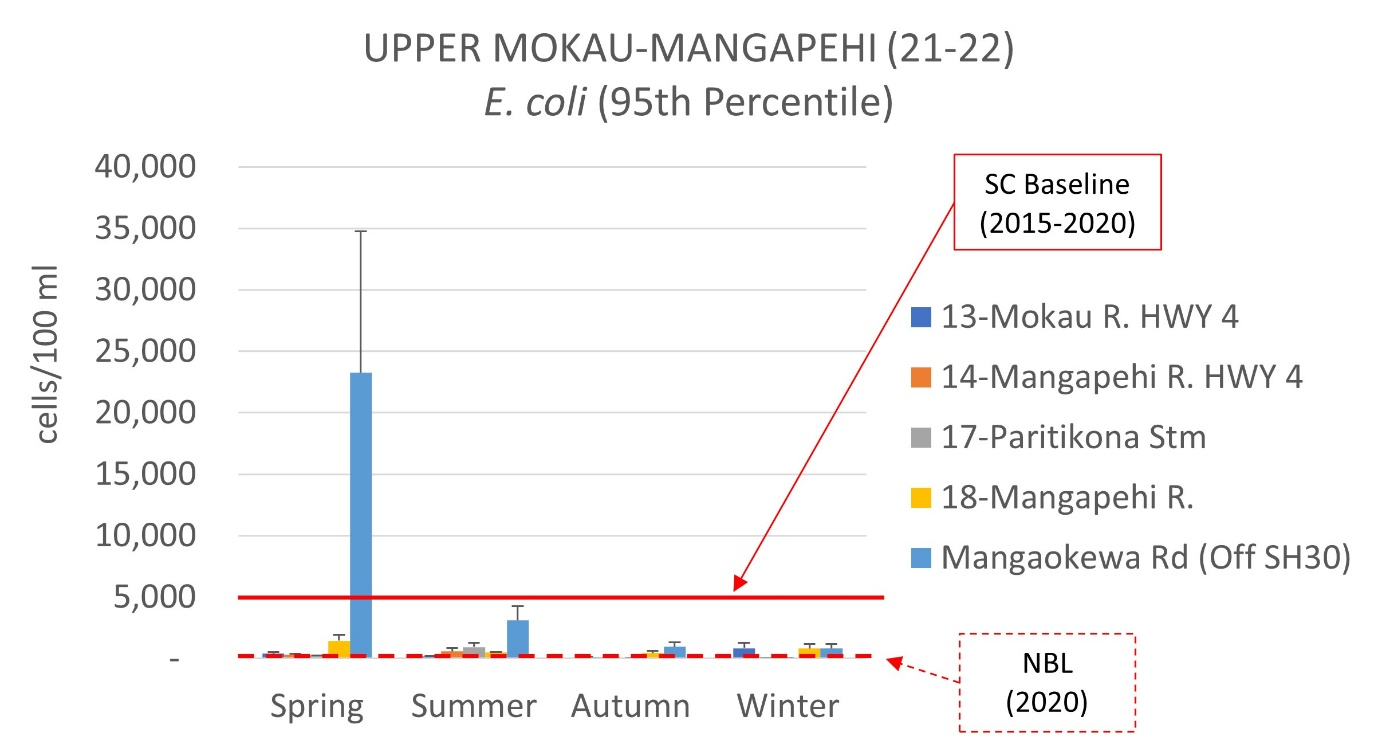 UPPER MOKAU-MANGAPEHI (21-22)
E. coli (95th Percentile)
cells/100 ml
40,000
35,000
30,000
25,000
20,000
15,000
10,000
5,000
-
Spring
Summer
Autumn
Winter
SC Baseline
(2015-2020)
13-Mokau R. HWY 4
14-Mangapehi R. HWY 4
17-Paritikona Stm
18-Mangapehi R.
Mangaokewa Rd (Off SH30)
NBL
(2020)